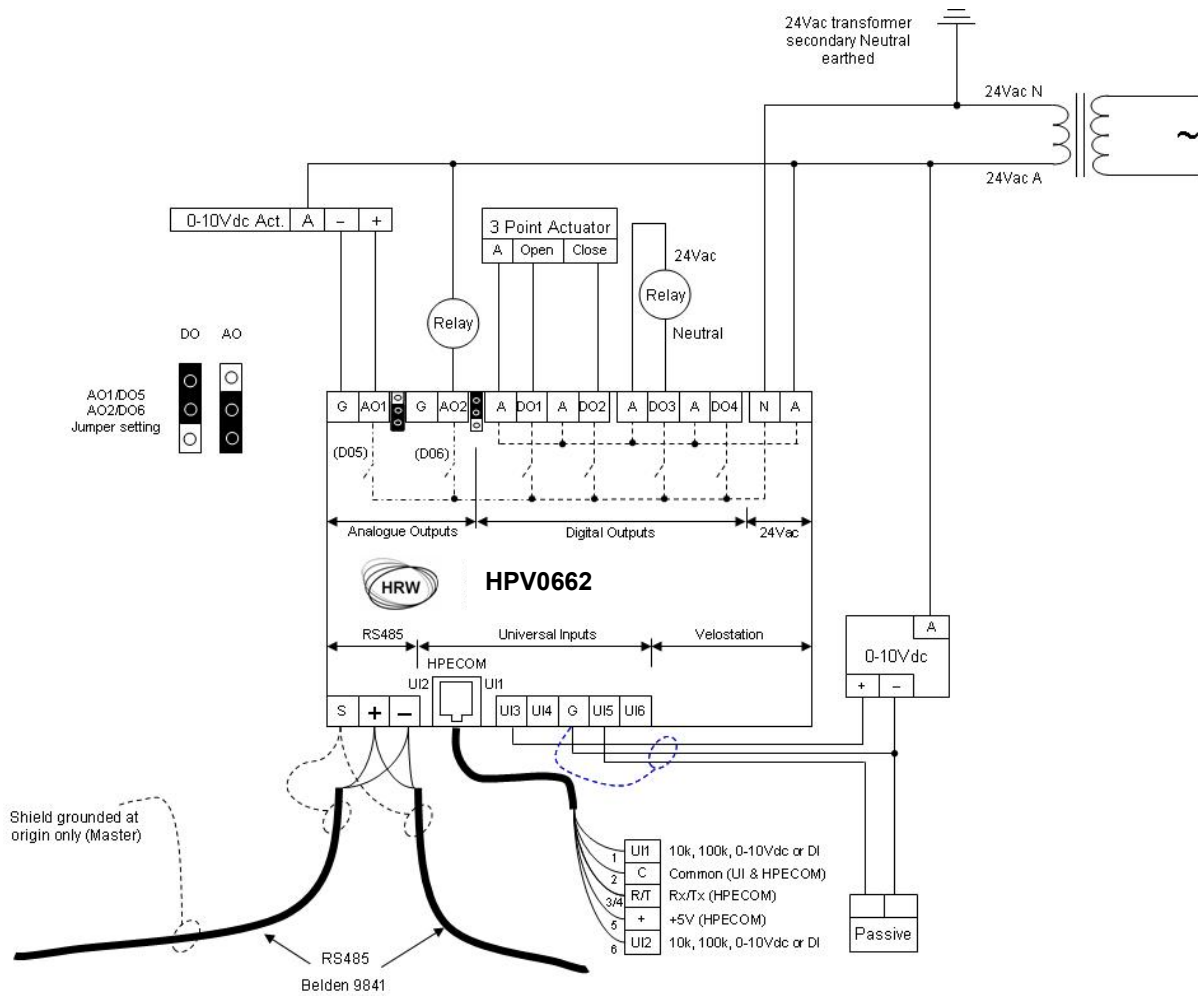 24Vac transformer
secondary Neutral
earthed
24Vac N
~
24Vac A
0-10Vdc Act. A − +
3 Point Actuator
A Open Close
24Vac
Relay
Relay
Neutral
DO AO
AO1/DO5
AO2/DO6
Jumper setting
G AO1 G AO2 A DO1 A DO2 A DO3 A DO4 N A
(D05) (D06)
Analogue Outputs Digital Outputs 24Vac
HRW HPV0662
RS485 Universal Inputs Velostation
A
0-10Vdc
+ −
HPECOM
UI2 UI1
S + − UI3 UI4 G UI5 UI6
Shield grounded at
origin only (Master)
1 UI1 10k, 100k, 0-10Vdc or DI
2 C Common (UI & HPECOM)
3/4 R/T Rx/Tx (HPECOM)
5 + +5V (HPECOM)
6 UI2 10k, 100k, 0-10Vdc or DI
Passive
RS485
Belden 9841